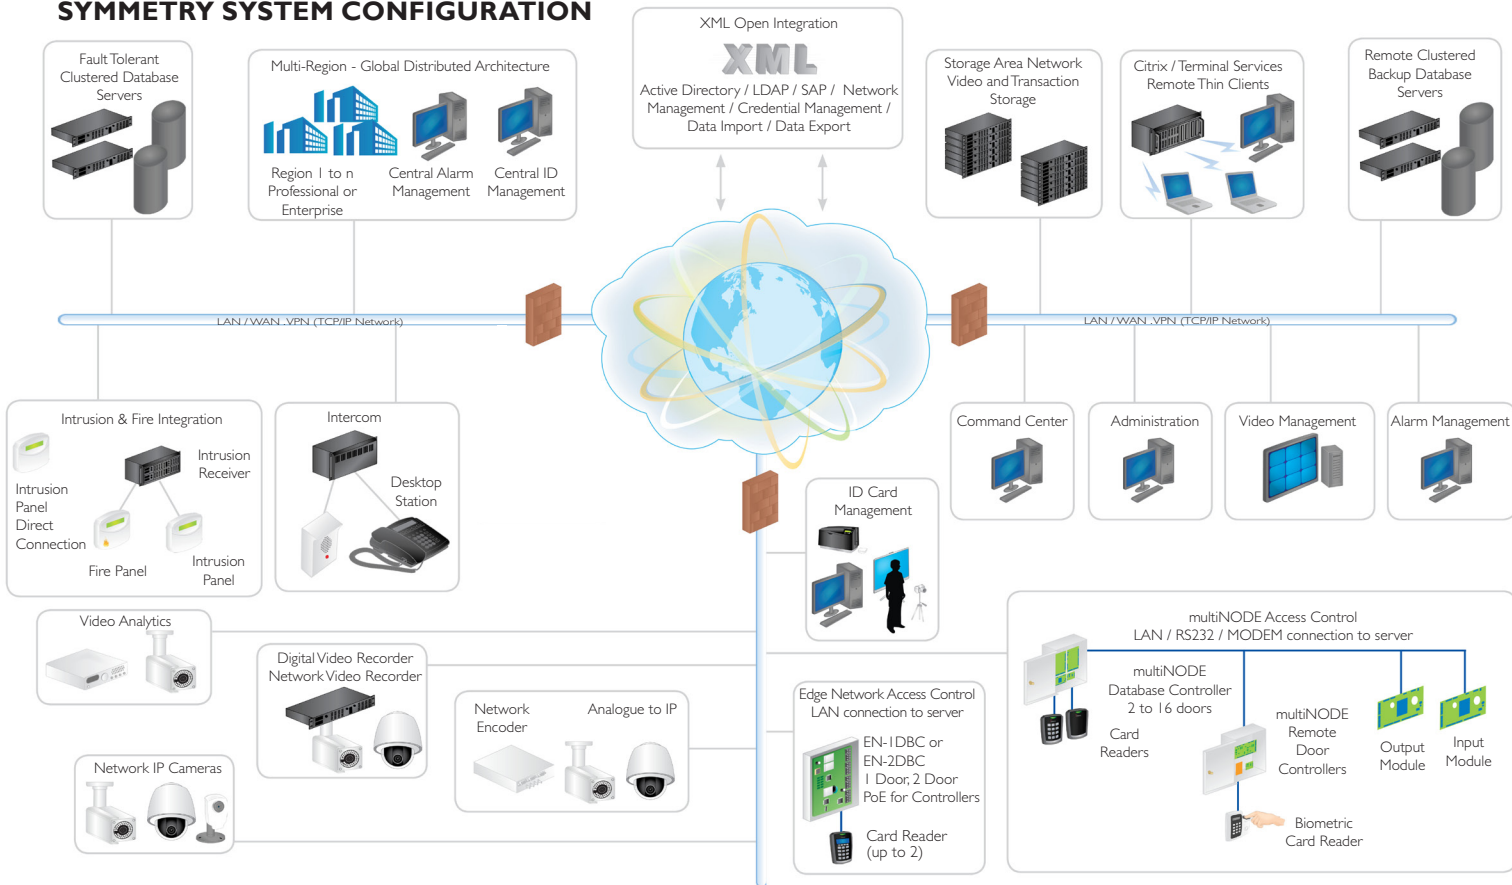 SYMMETRY SYSTEM CONFIGURATION
Fault Tolerant
Clustered Database
Servers
Multi-Region - Global Distributed Architecture
Region 1 to n
Professional or
Enterprise
Central Alarm
Management
Central ID
Management
XML Open Integration
XML
Active Directory / LDAP / SAP / Network
Management / Credential Management /
Data Import / Data Export
Storage Area Network
Video and Transaction
Storage
Citrix / Terminal Services
Remote Thin Clients
Remote Clustered
Backup Database
Servers
LAN / WAN .VPN (TCP/IP Network)
LAN / WAN .VPN (TCP/IP Network)
Intrusion & Fire Integration
Intrusion
Receiver
Intrusion
Panel
Direct
Connection
Fire Panel
Intrusion
Panel
Intercom
Desktop
Station
Command Center
Administration
Video Management
Alarm Management
ID Card
Management
Video Analytics
Digital Video Recorder
Network Video Recorder
Network
Encoder
Analogue to IP
Network IP Cameras
Edge Network Access Control
LAN connection to server
EN-1DBC or
EN-2DBC
1 Door, 2 Door
PoE for Controllers
Card Reader
(up to 2)
multiNODE Access Control
LAN / RS232 / MODEM connection to server
multiNODE
Database Controller
2 to 16 doors
Card
Readers
multiNODE
Remote
Door
Controllers
Output
Module
Input
Module
Biometric
Card Reader